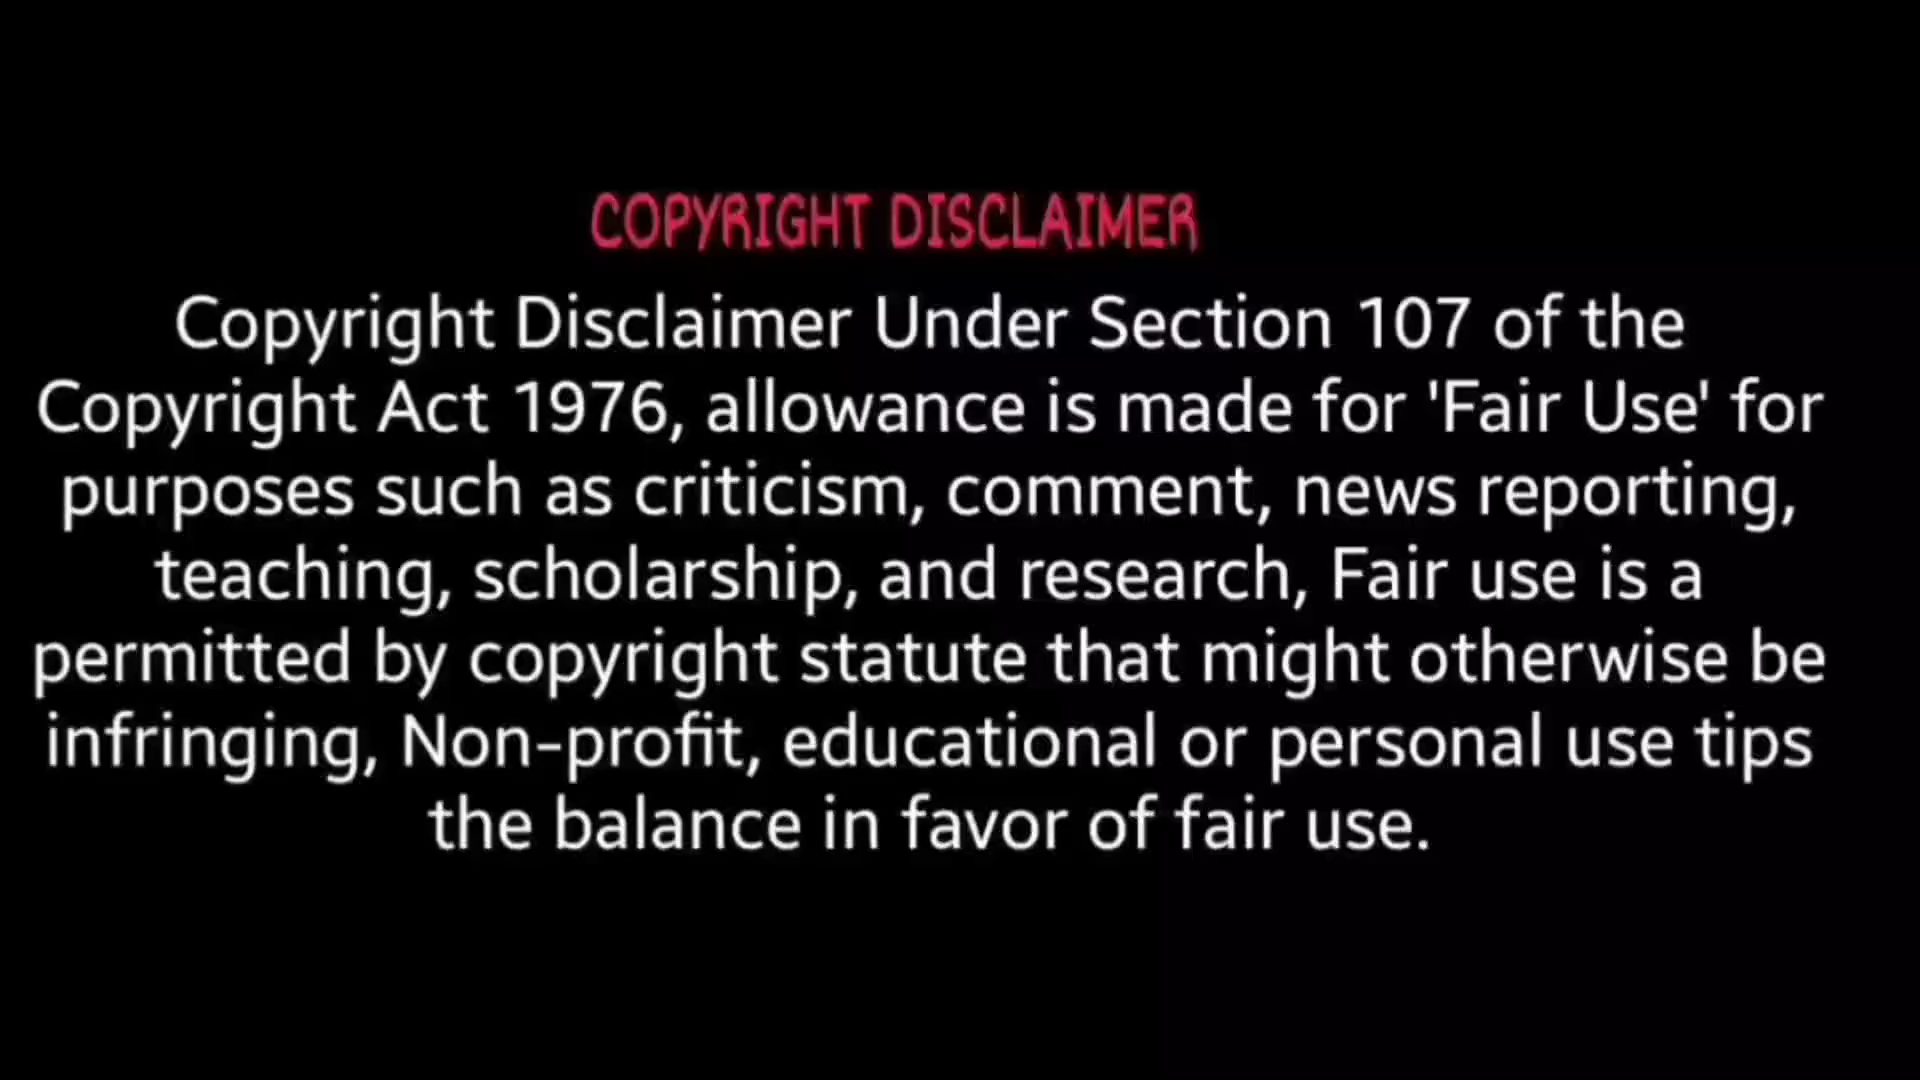 COPYRIGHT DISCLAIMER
Copyright Disclaimer Under Section 107 of the
Copyright Act 1976, allowance is made for 'Fair Use' for
purposes such as criticism, comment, news reporting,
teaching, scholarship, and research, Fair use is a
permitted by copyright statute that might otherwise be
infringing, Non-profit, educational or personal use tips
the balance in favor of fair use.